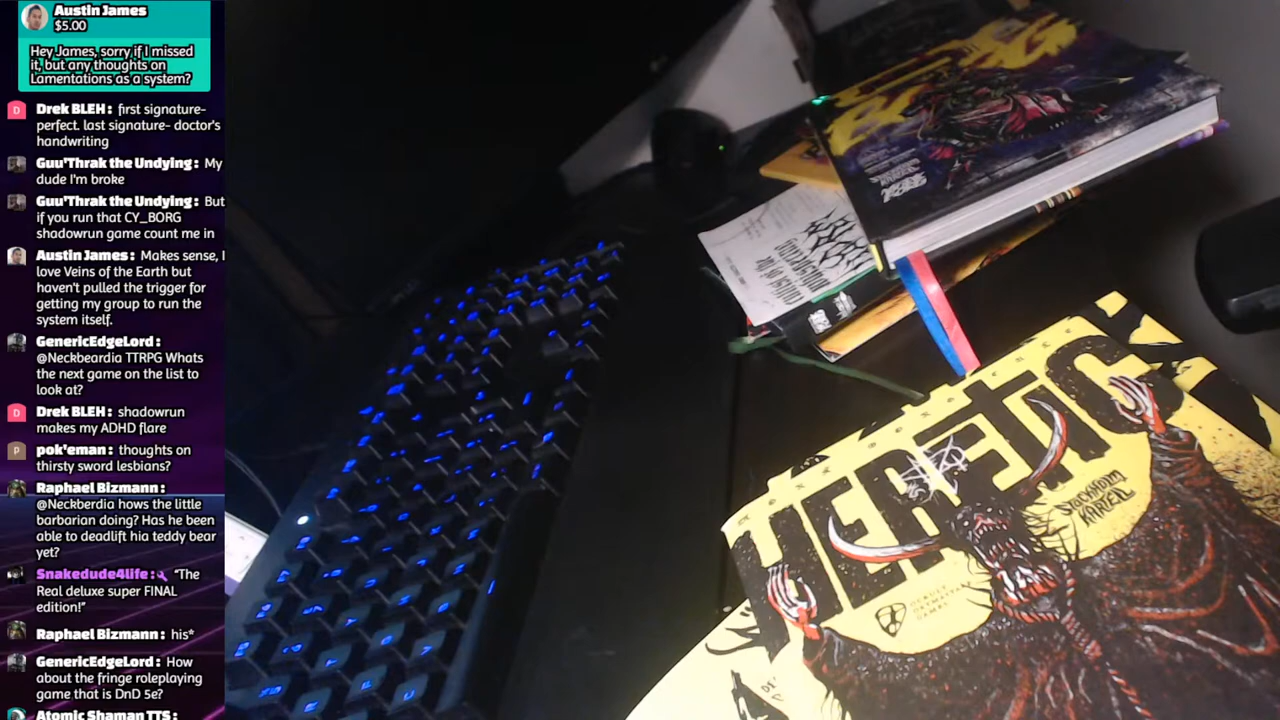 Austin James
$5.00
Hey James, sorry if I missed
it, but any thoughts on
Lamentations as a system?
Drek BLEH : first signature-
perfect. last signature- doctor's
handwriting
Guu'Thrak the Undying : My
dude I'm broke
Guu'Thrak the Undying : But
if you run that CY_BORG
shadowrun game count me in
Austin James : Makes sense, I
love Veins of the Earth but
haven't pulled the trigger for
getting my group to run the
system itself.
GenericEdgeLord :
@Neckbeardia TTRPG Whats
the next game on the list to
look at?
Drek BLEH : shadowrun
makes my ADHD flare
pok'eman : thoughts on
thirsty sword lesbians?
Raphael Bizmann :
@Neckberdia hows the little
barbarian doing? Has he been
able to deadlift hia teddy bear
yet?
Snakedude4life : "The
Real deluxe super FINAL
edition!"
Raphael Bizmann : his*
GenericEdgeLord : How
about the fringe roleplaying
game that is DnD 5e?
Atomic Shaman TTS :
HERETIC
STOCKHOLM
KARTELL